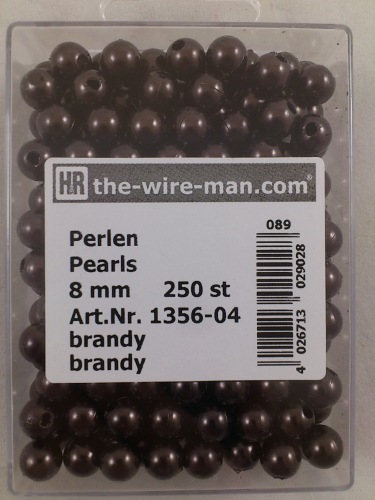 HR the-wire-man.com®
089
Perlen
Pearls
8 mm 250 st
Art.Nr. 1356-04
brandy
brandy
4 026713 029028